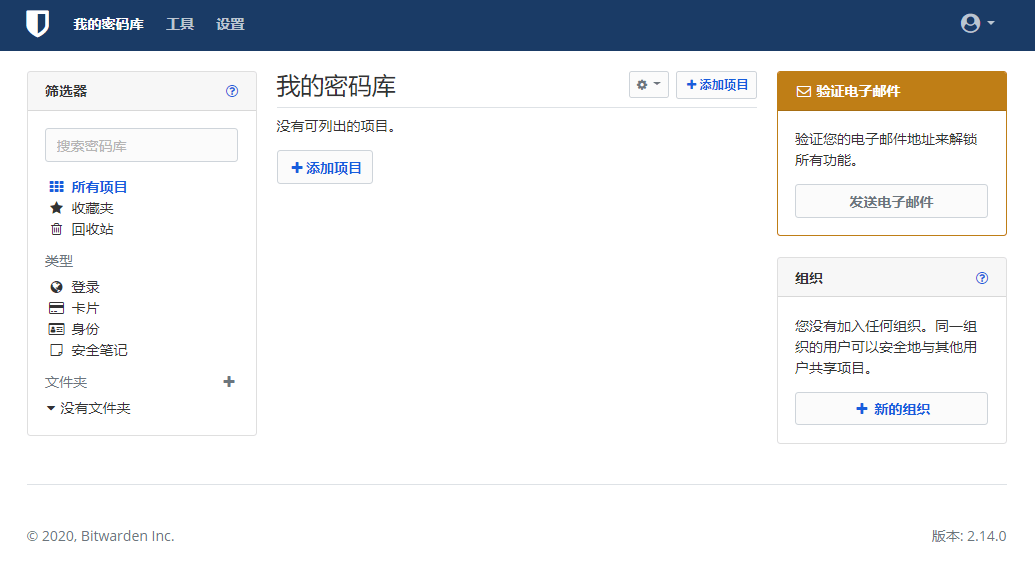 我的密码库 工具 设置
筛选器
搜索密码库
所有项目
收藏夹
回收站
类型
登录
卡片
身份
安全笔记
文件夹
没有文件夹
我的密码库
添加项目
没有可列出的项目。
添加项目
验证电子邮件
验证您的电子邮件地址来解锁
所有功能。
发送电子邮件
组织
您没有加入任何组织。同一组
织的用户可以安全地与其他用
户共享项目。
新的组织
© 2020, Bitwarden Inc.
版本: 2.14.0